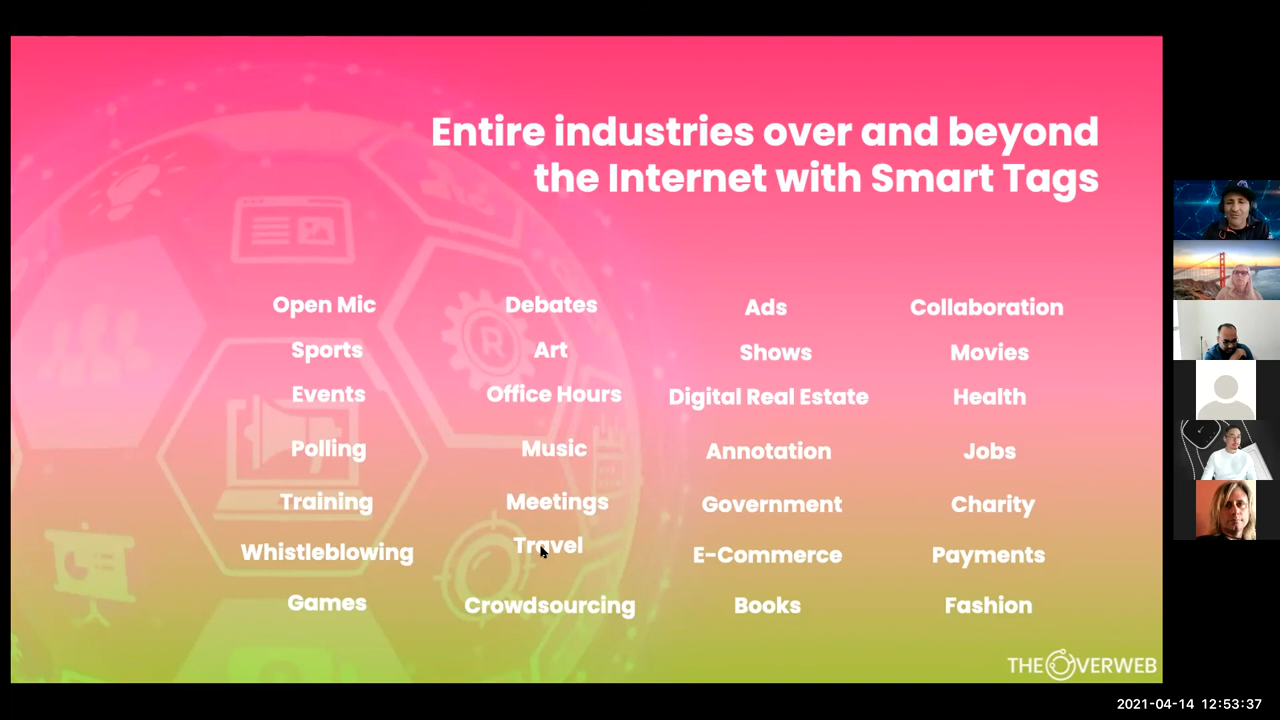 Entire industries over and beyond
the Internet with Smart Tags
Open Mic Debates Ads Collaboration
Sports Art Shows Movies
Events Office Hours Digital Real Estate Health
Polling Music Annotation Jobs
Training Meetings Government Charity
Whistleblowing Travel E-Commerce Payments
Games Crowdsourcing Books Fashion
R
THE OVERWEB
2021-04-14 12:53:37